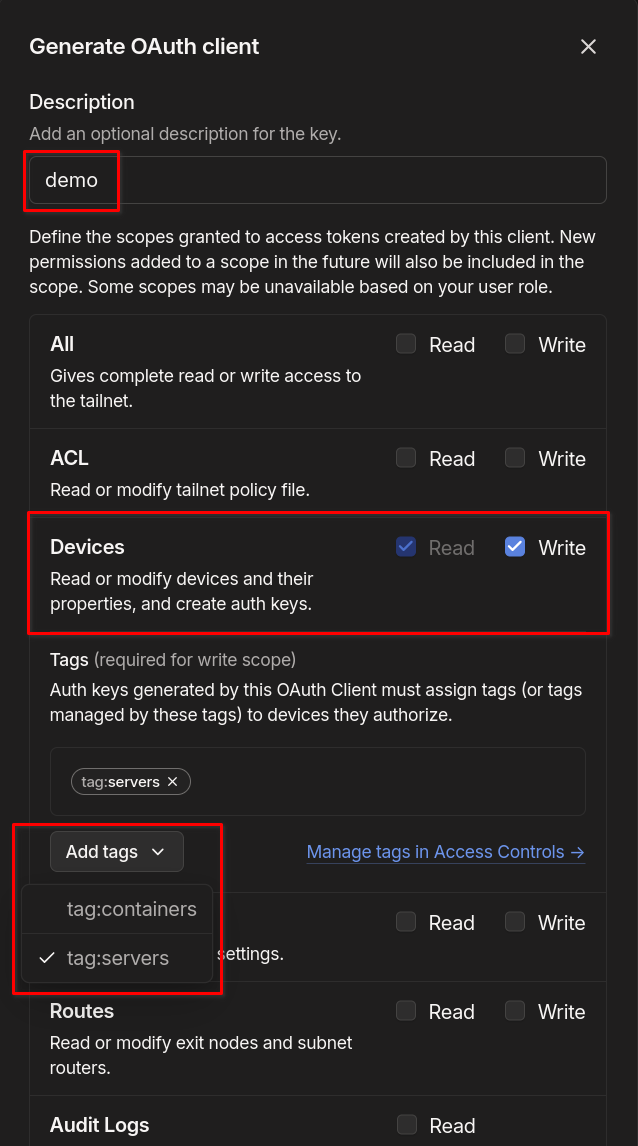 Generate OAuth client
Description
Add an optional description for the key.
demo
Define the scopes granted to access tokens created by this client. New
permissions added to a scope in the future will also be included in the
scope. Some scopes may be unavailable based on your user role.
All Read Write
Gives complete read or write access to
the tailnet.
ACL Read Write
Read or modify tailnet policy file.
Devices Read Write
Read or modify devices and their
properties, and create auth keys.
Tags (required for write scope)
Auth keys generated by this OAuth Client must assign tags (or tags
managed by these tags) to devices they authorize.
tag:servers ×
Add tags Manage tags in Access Controls →
tag:containers Read Write
tag:servers settings.
Routes Read Write
Read or modify exit nodes and subnet
routers.
Audit Logs Read